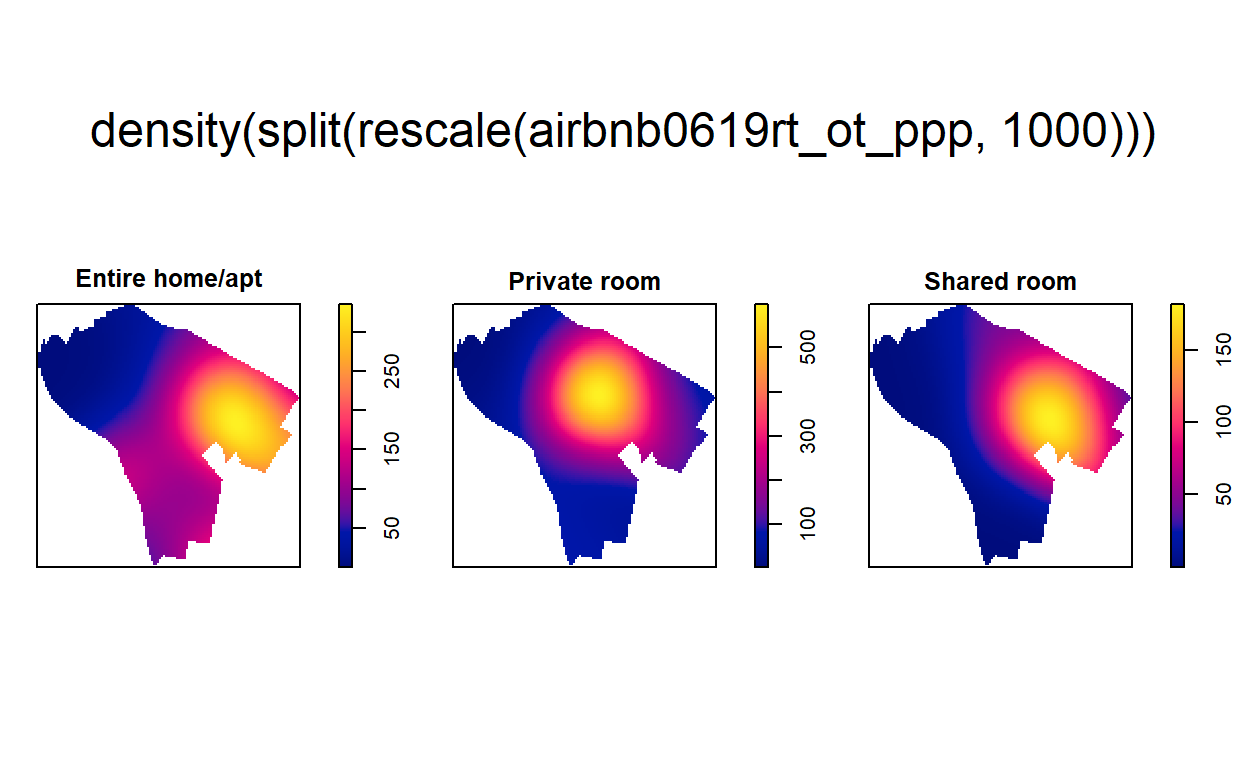 density(split(rescale(airbnb0619rt_ot_ppp, 1000)))
Entire home/apt
50
150
250
Private room
100
300
500
Shared room
50
100
150